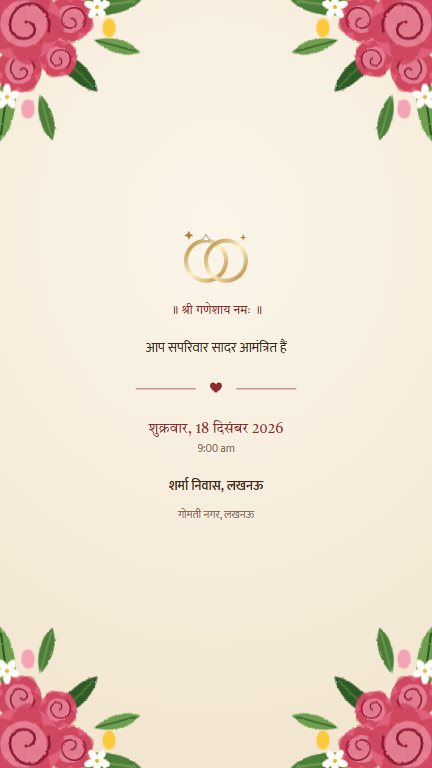 ॥ श्री गणेशाय नमः ॥
आप सपरिवार सादर आमंत्रित हैं
शुक्रवार, 18 दिसंबर 2026
9:00 am
शर्मा निवास, लखनऊ
गोमती नगर, लखनऊ